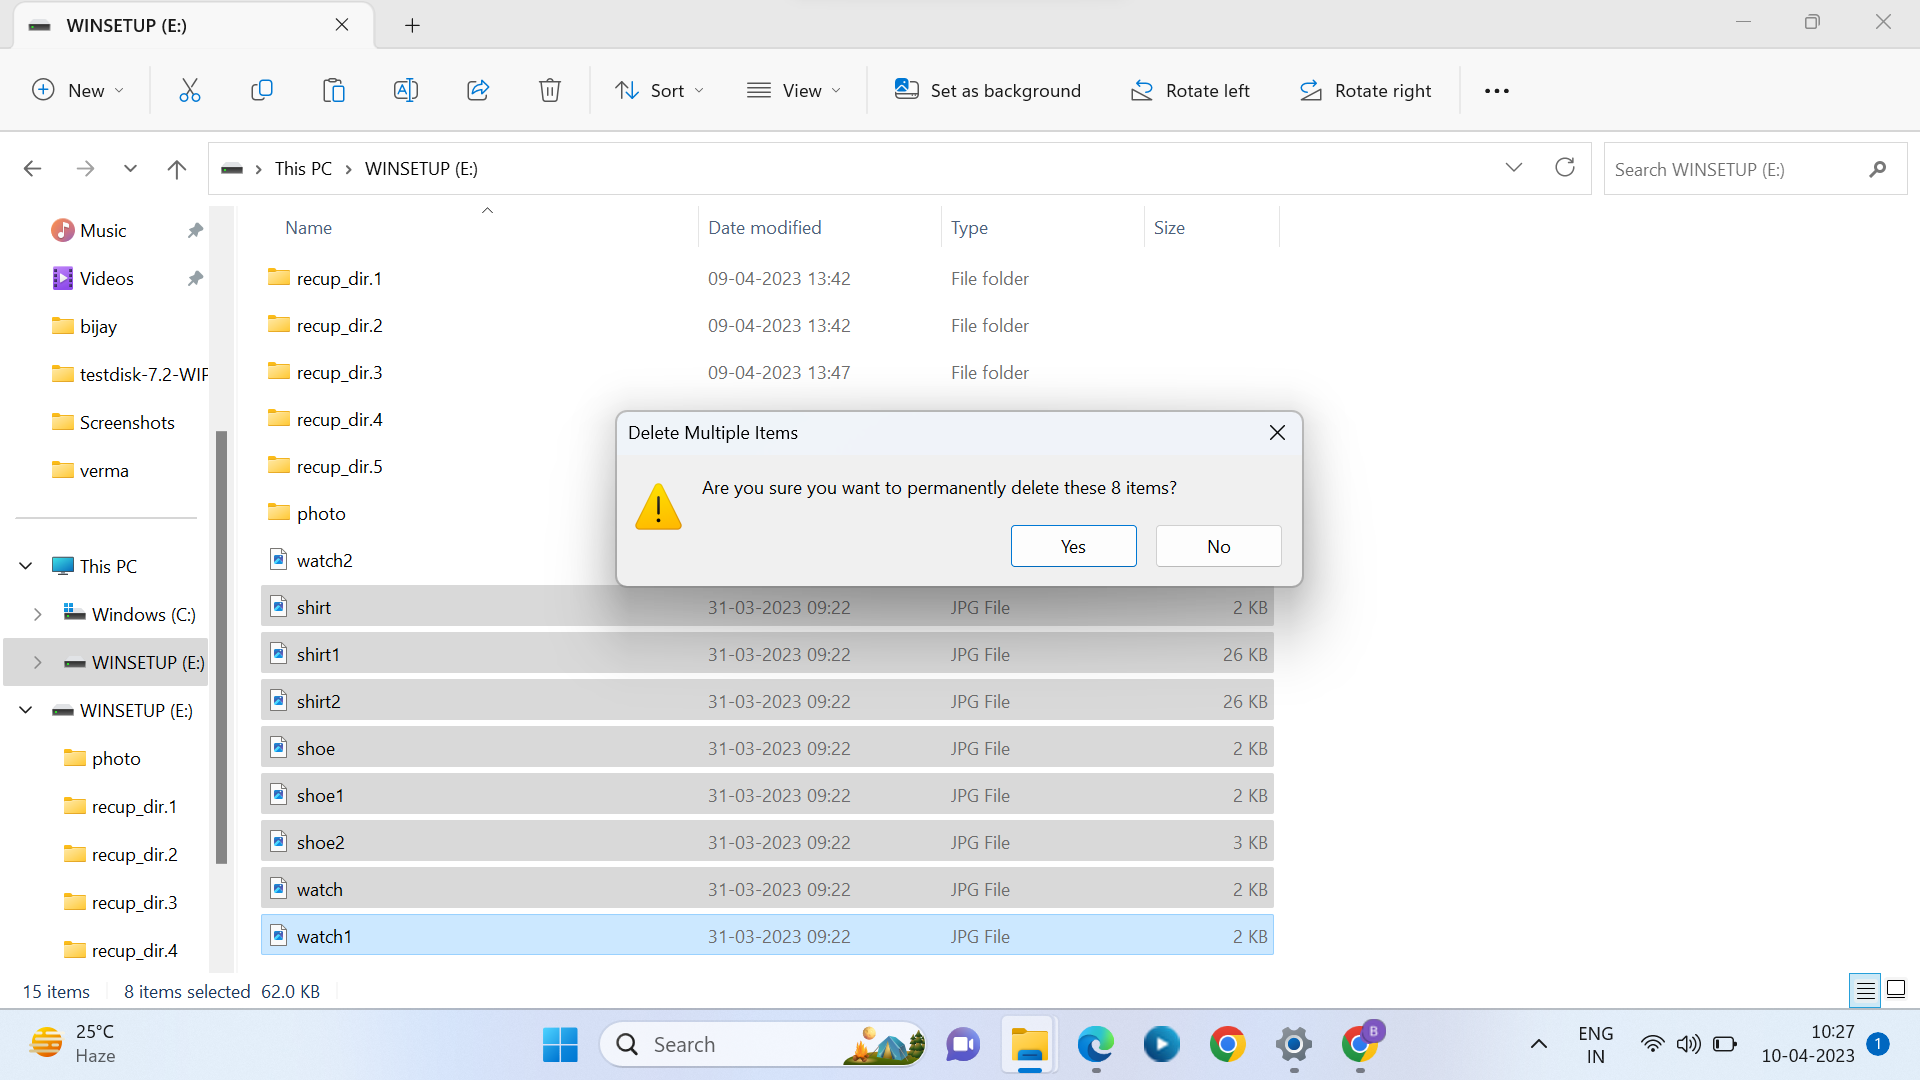 WINSETUP (E:)
New
Sort
View
Set as background
Rotate left
Rotate right
This PC
WINSETUP (E:)
Search WINSETUP (E:)
Music
Videos
bijay
testdisk-7.2-WIP
Screenshots
verma
This PC
Windows (C:)
WINSETUP (E:)
WINSETUP (E:)
photo
recup_dir.1
recup_dir.2
recup_dir.3
recup_dir.4
Name Date modified Type Size
recup_dir.1 09-04-2023 13:42 File folder
recup_dir.2 09-04-2023 13:42 File folder
recup_dir.3 09-04-2023 13:47 File folder
recup_dir.4
recup_dir.5
photo
watch2
shirt 31-03-2023 09:22 JPG File 2 KB
shirt1 31-03-2023 09:22 JPG File 26 KB
shirt2 31-03-2023 09:22 JPG File 26 KB
shoe 31-03-2023 09:22 JPG File 2 KB
shoe1 31-03-2023 09:22 JPG File 2 KB
shoe2 31-03-2023 09:22 JPG File 3 KB
watch 31-03-2023 09:22 JPG File 2 KB
watch1 31-03-2023 09:22 JPG File 2 KB
Delete Multiple Items
Are you sure you want to permanently delete these 8 items?
Yes No
15 items 8 items selected 62.0 KB
25°C
Haze
Search
B
ENG
IN
10:27
10-04-2023
1